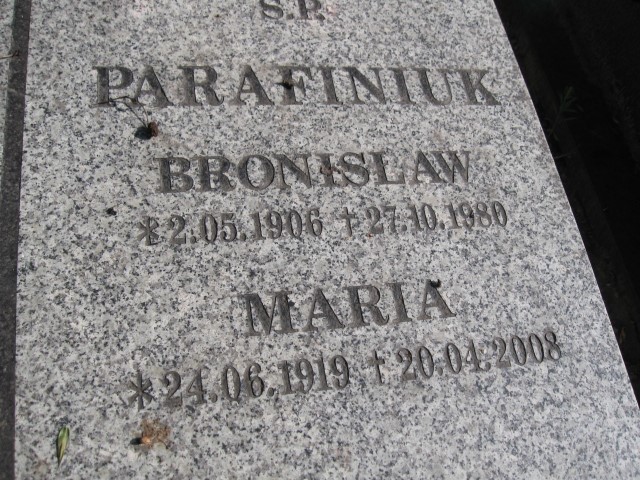 Ś.P.
PARAFINIUK
BRONISŁAW
* 2.05.1906 † 27.10.1980
MARIA
* 24.06.1919 † 20.04.2008